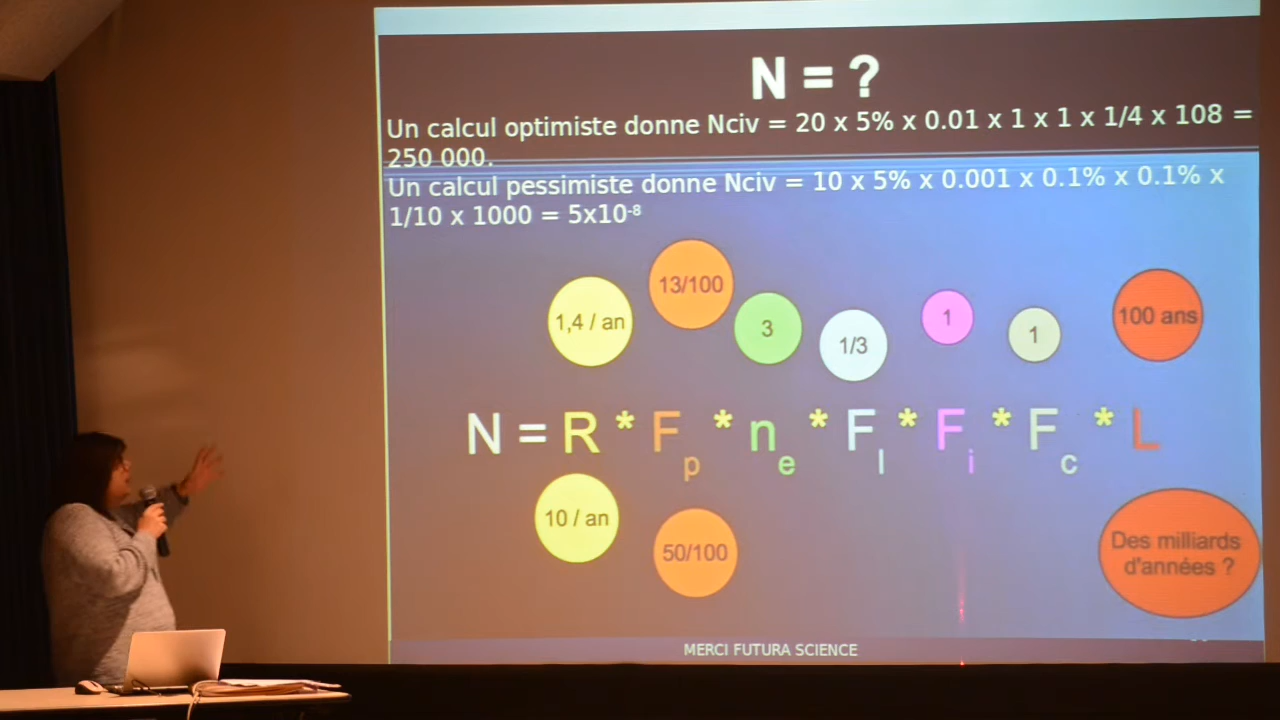 N = ?
Un calcul optimiste donne Nciv = 20 x 5% x 0.01 x 1 x 1 x 1/4 x 108 =
250 000.
Un calcul pessimiste donne Nciv = 10 x 5% x 0.001 x 0.1% x 0.1% x
1/10 x 1000 = 5x10⁻⁸
1,4 / an
13/100
3
1/3
1
1
100 ans
N = R * Fp * ne * Fl * Fi * Fc * L
10 / an
50/100
Des milliards
d'années ?
MERCI FUTURA SCIENCE